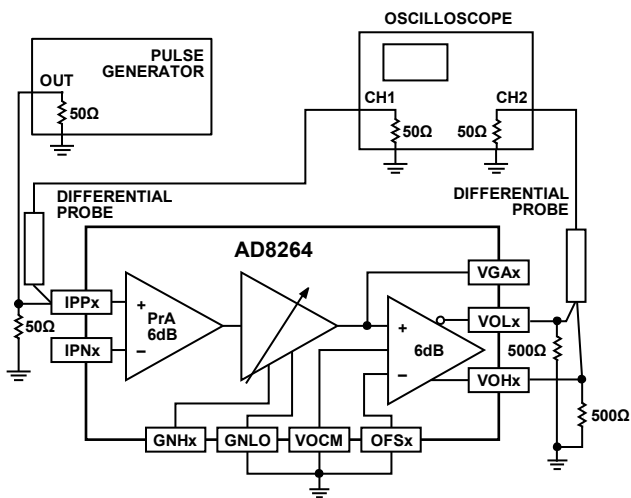 OSCILLOSCOPE
PULSE
GENERATOR
OUT
50Ω
CH1
CH2
50Ω
50Ω
DIFFERENTIAL
PROBE
DIFFERENTIAL
PROBE
AD8264
IPPx
VGAx
+
PrA
6dB
–
+
6dB
–
VOLx
50Ω
IPNx
500Ω
VOHx
500Ω
GNHx
GNLO
VOCM
OFSx